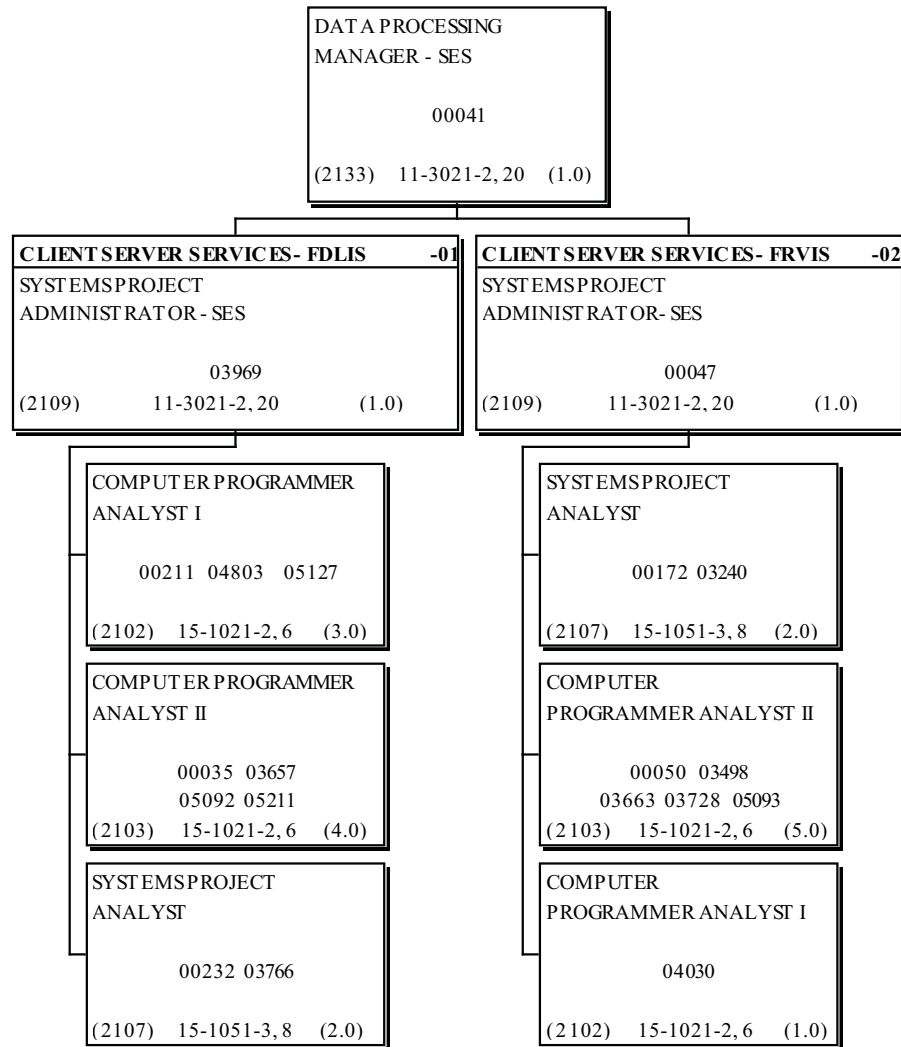 DATA PROCESSING
MANAGER - SES
00041
(2133) 11-3021-2, 20 (1.0)
CLIENT SERVER SERVICES - FDLIS -01
SYSTEMS PROJECT
ADMINISTRATOR - SES
03969
(2109) 11-3021-2, 20 (1.0)
COMPUTER PROGRAMMER
ANALYST I
00211 04803 05127
(2102) 15-1021-2, 6 (3.0)
COMPUTER PROGRAMMER
ANALYST II
00035 03657
05092 05211
(2103) 15-1021-2, 6 (4.0)
SYSTEMS PROJECT
ANALYST
00232 03766
(2107) 15-1051-3, 8 (2.0)
CLIENT SERVER SERVICES - FRVIS -02
SYSTEMS PROJECT
ADMINISTRATOR- SES
00047
(2109) 11-3021-2, 20 (1.0)
SYSTEMS PROJECT
ANALYST
00172 03240
(2107) 15-1051-3, 8 (2.0)
COMPUTER
PROGRAMMER ANALYST II
00050 03498
03663 03728 05093
(2103) 15-1021-2, 6 (5.0)
COMPUTER
PROGRAMMER ANALYST I
04030
(2102) 15-1021-2, 6 (1.0)